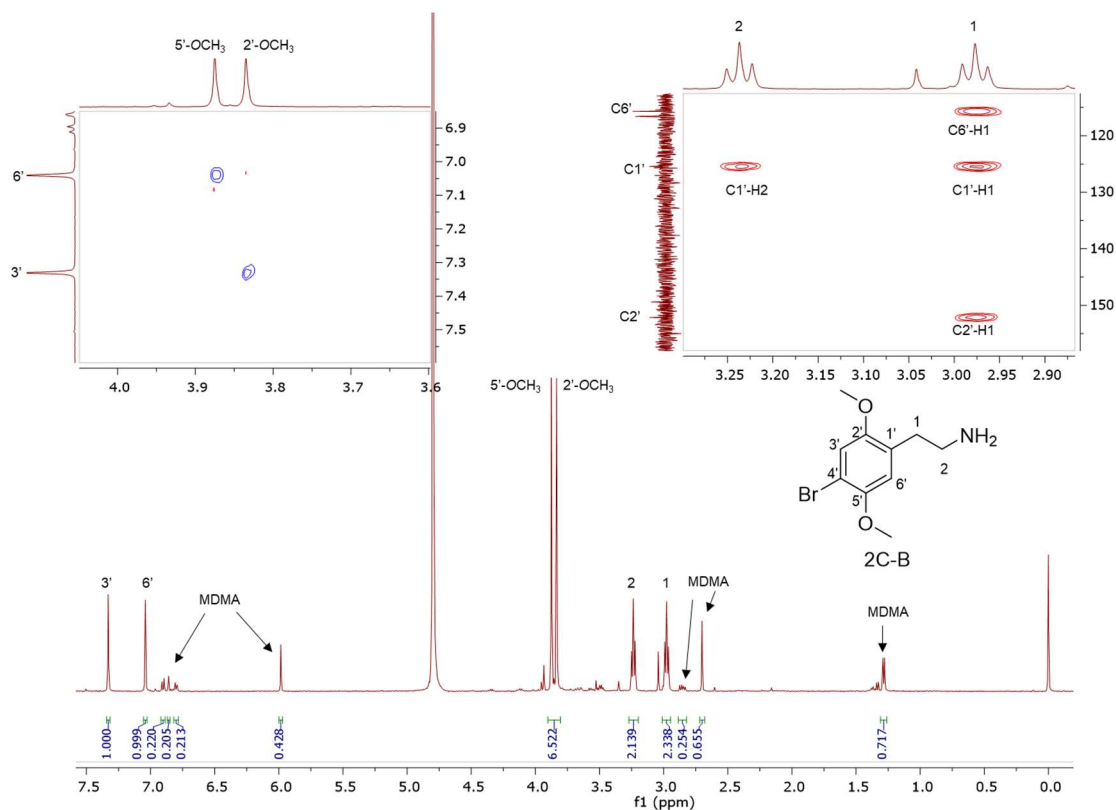 5'-OCH3 2'-OCH3
6.9
7.0
7.1
7.2
7.3
7.4
7.5
6'
3'
4.0 3.9 3.8 3.7 3.6
2 1
C6'
C1'
C2'
C6'-H1
C1'-H2 C1'-H1
C2'-H1
120
130
140
150
3.25 3.20 3.15 3.10 3.05 3.00 2.95 2.90
5'-OCH3 2'-OCH3
O
2' 1' 1 NH2
3' 2
4' 6'
Br 5'
O
2C-B
3' 6' MDMA 2 1 MDMA MDMA
1.000 0.999 0.220 0.205 0.213 0.428 6.522 2.139 2.338 0.254 0.655 0.717
7.5 7.0 6.5 6.0 5.5 5.0 4.5 4.0 3.5 3.0 2.5 2.0 1.5 1.0 0.5 0.0
f1 (ppm)